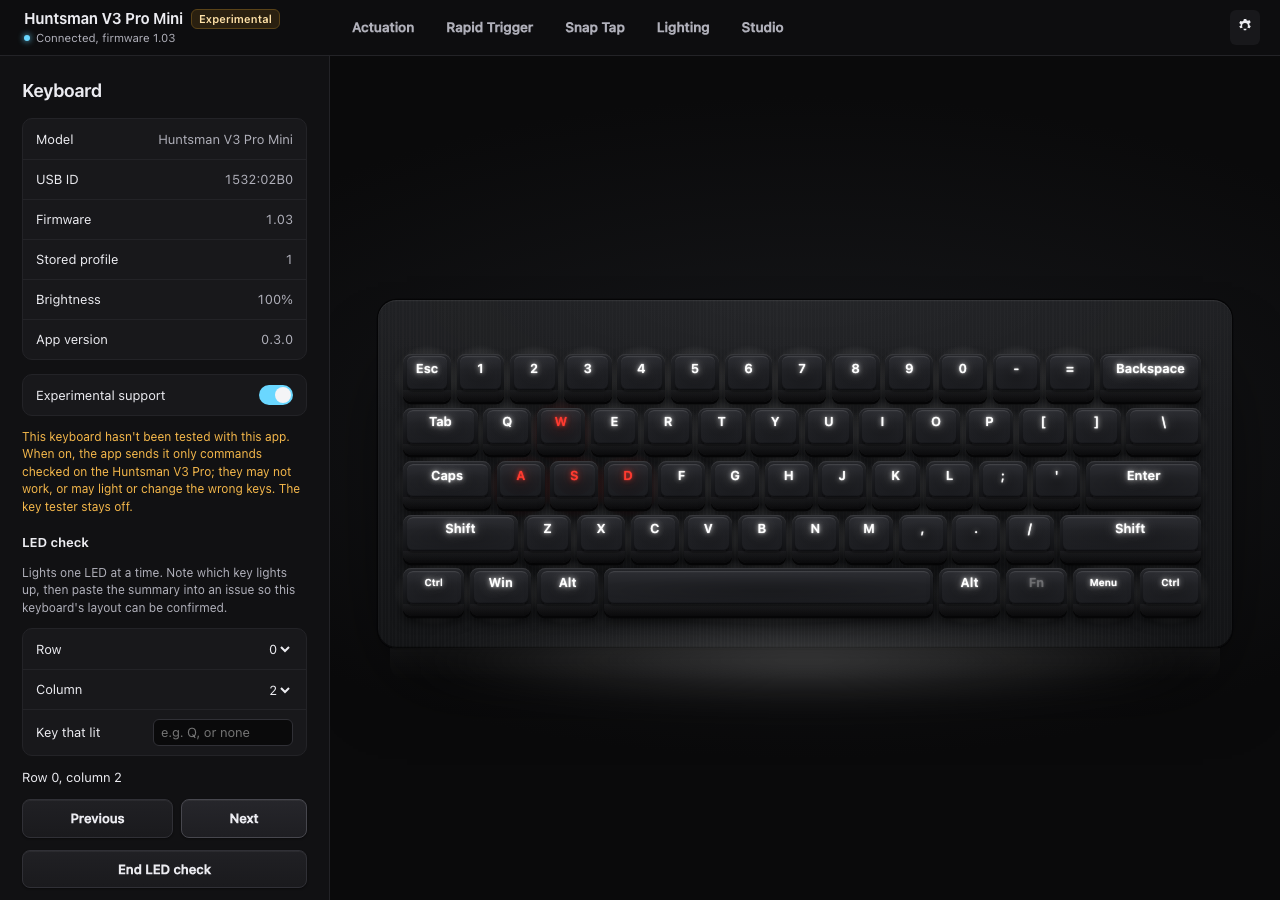 Huntsman V3 Pro Mini Experimental
Connected, firmware 1.03
Actuation Rapid Trigger Snap Tap Lighting Studio
Keyboard
Model Huntsman V3 Pro Mini
USB ID 1532:02B0
Firmware 1.03
Stored profile 1
Brightness 100%
App version 0.3.0
Experimental support
This keyboard hasn't been tested with this app.
When on, the app sends it only commands
checked on the Huntsman V3 Pro; they may not
work, or may light or change the wrong keys. The
key tester stays off.
LED check
Lights one LED at a time. Note which key lights
up, then paste the summary into an issue so this
keyboard's layout can be confirmed.
Row 0
Column 2
Key that lit e.g. Q, or none
Row 0, column 2
Previous Next
End LED check
Esc 1 2 3 4 5 6 7 8 9 0 - = Backspace
Tab Q W E R T Y U I O P [ ] \
Caps A S D F G H J K L ; ' Enter
Shift Z X C V B N M , . / Shift
Ctrl Win Alt Alt Fn Menu Ctrl